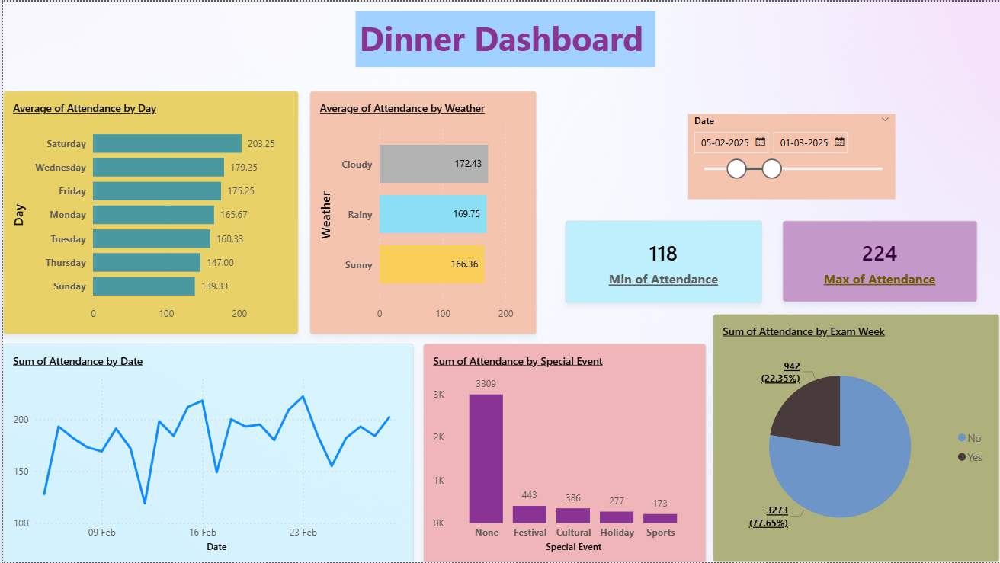 Dinner Dashboard
Average of Attendance by Day
Day
Saturday 203.25
Wednesday 179.25
Friday 175.25
Monday 165.67
Tuesday 160.33
Thursday 147.00
Sunday 139.33
0 100 200
Average of Attendance by Weather
Weather
Cloudy 172.43
Rainy 169.75
Sunny 166.36
0 100 200
Date
05-02-2025 01-03-2025
118
Min of Attendance
224
Max of Attendance
Sum of Attendance by Date
200
150
100
09 Feb 16 Feb 23 Feb
Date
Sum of Attendance by Special Event
3K
2K
1K
0K
3309
443
386
277
173
None Festival Cultural Holiday Sports
Special Event
Sum of Attendance by Exam Week
942
(22.35%)
3273
(77.65%)
No
Yes